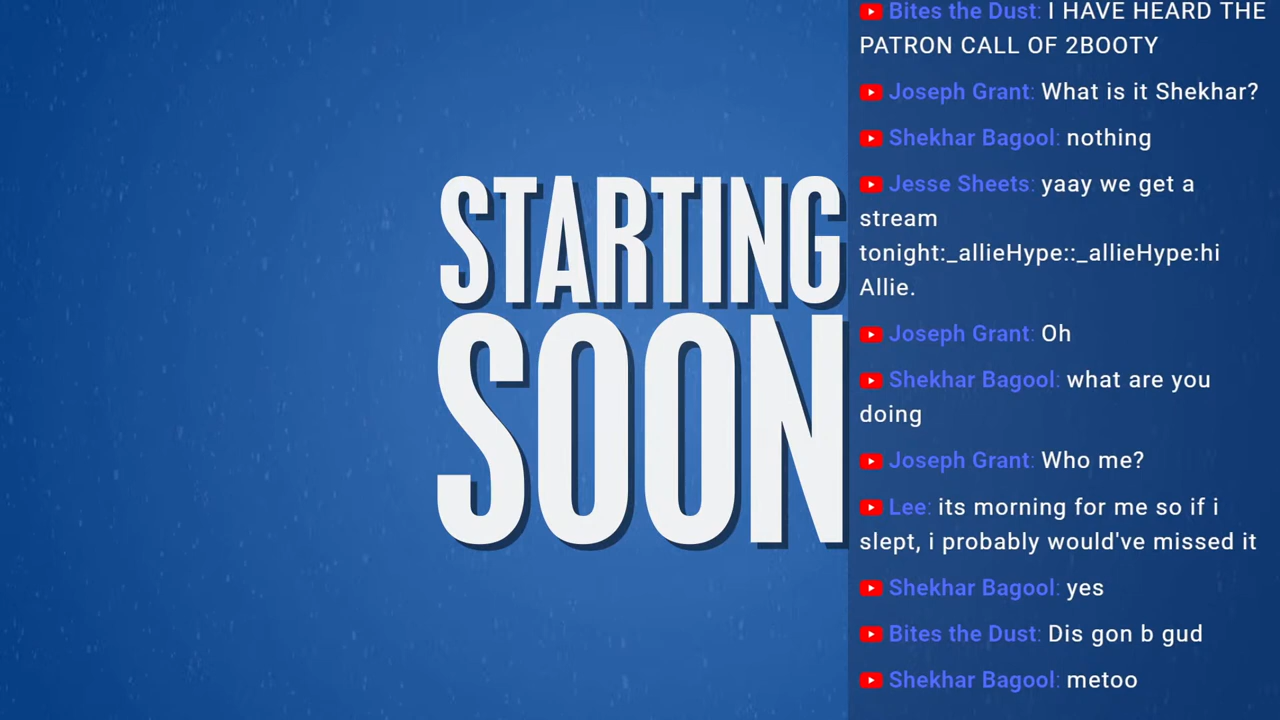 STARTING
SOON
Bites the Dust: I HAVE HEARD THE
PATRON CALL OF 2BOOTY
Joseph Grant: What is it Shekhar?
Shekhar Bagool: nothing
Jesse Sheets: yaay we get a
stream
tonight:_allieHype::_allieHype:hi
Allie.
Joseph Grant: Oh
Shekhar Bagool: what are you
doing
Joseph Grant: Who me?
Lee: its morning for me so if i
slept, i probably would've missed it
Shekhar Bagool: yes
Bites the Dust: Dis gon b gud
Shekhar Bagool: metoo